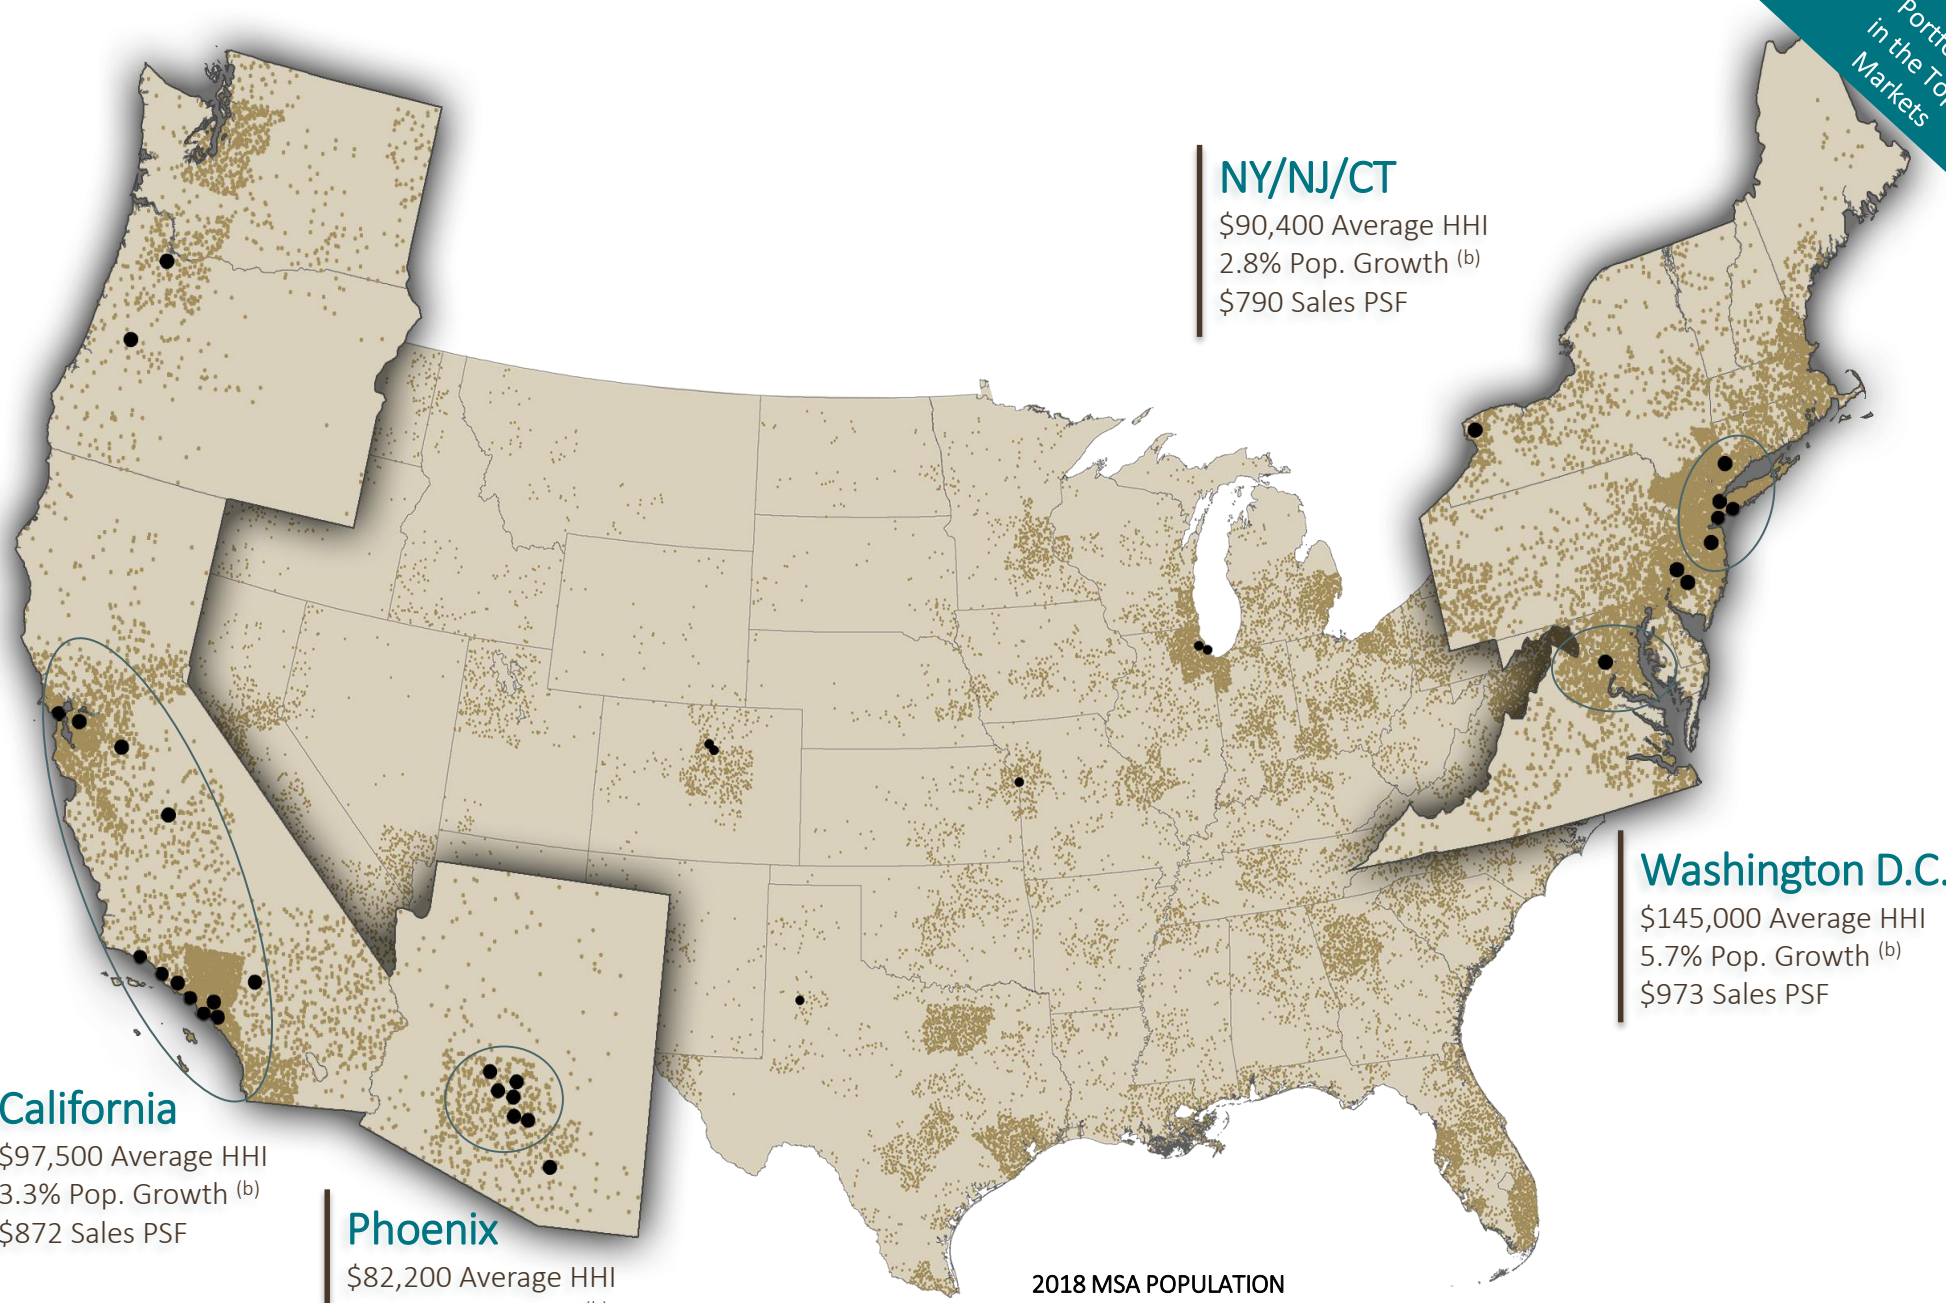 in the
Markets
NY/NJ/CT
$90,400 Average HHI
2.8% Pop. Growth (b)
$790 Sales PSF
Washington D.C.
$145,000 Average HHI
5.7% Pop. Growth (b)
$973 Sales PSF
California
$97,500 Average HHI
3.3% Pop. Growth (b)
$872 Sales PSF
Phoenix
$82,200 Average HHI
2018 MSA POPULATION